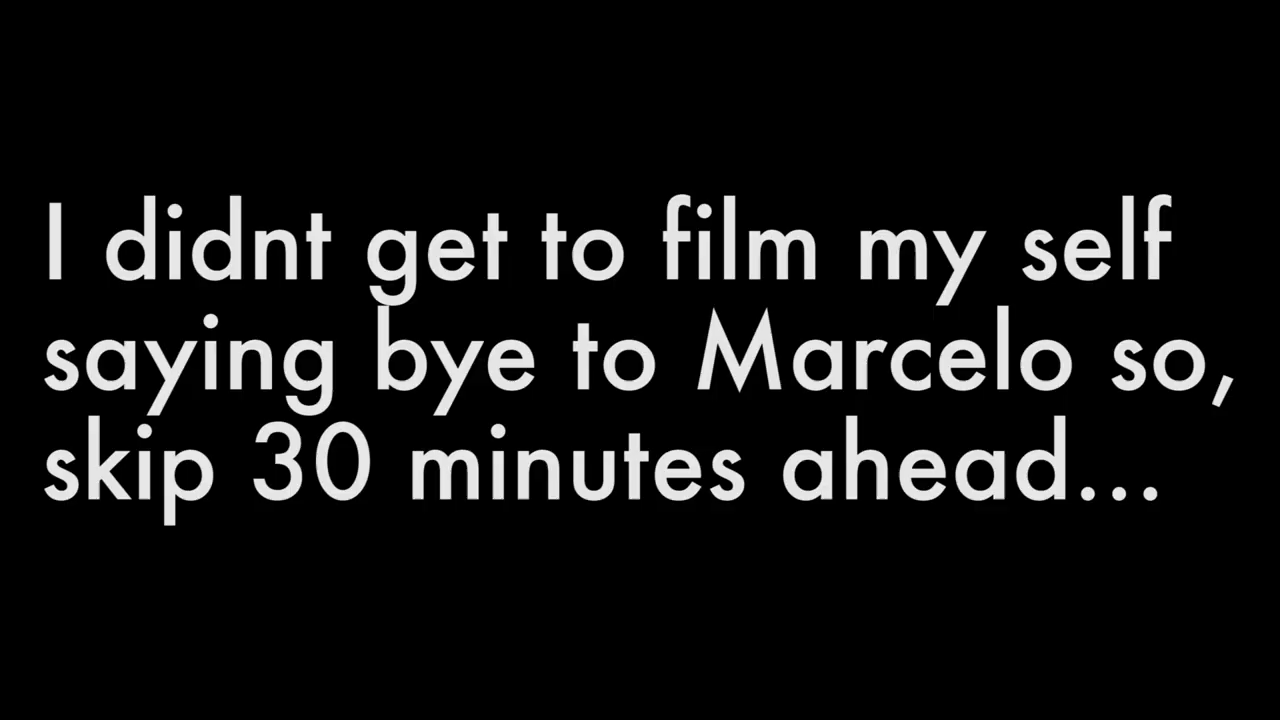 I didnt get to film my self
saying bye to Marcelo so,
skip 30 minutes ahead...